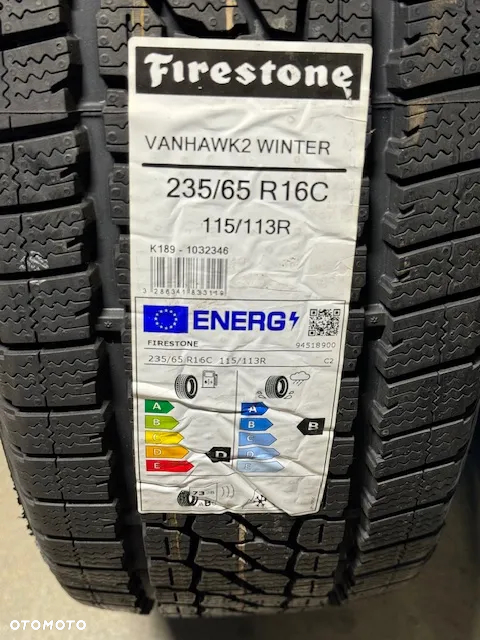 Firestone
VANHAWK2 WINTER
235/65 R16C
115/113R
K189 - 1032346
ENERG
FIRESTONE
94518900
235/65 R16C 115/113R
C2
A
B
C
D
E
D
A
B
C
D
E
B
73
B
OTOMOTO